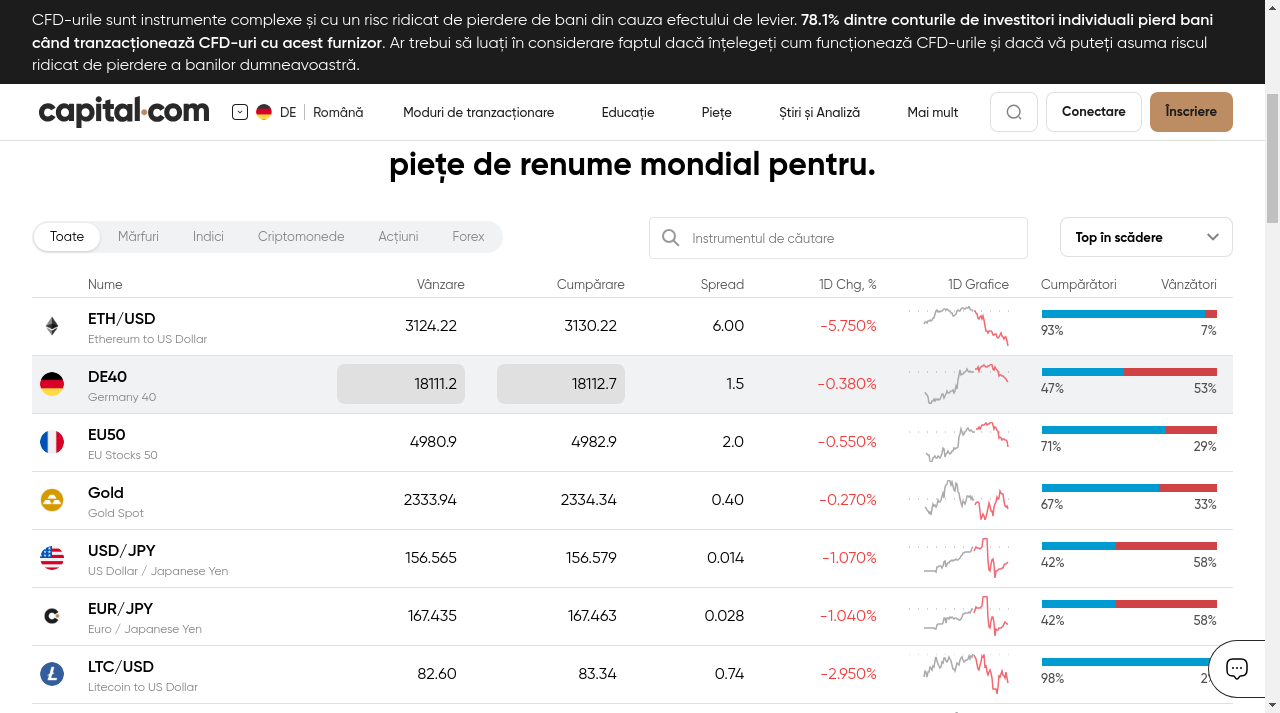 CFD-urile sunt instrumente complexe și cu un risc ridicat de pierdere de bani din cauza efectului de levier. 78.1% dintre conturile de investitori individuali pierd bani
când tranzacționează CFD-uri cu acest furnizor. Ar trebui să luați în considerare faptul dacă înțelegeți cum funcționează CFD-urile și dacă vă puteți asuma riscul
ridicat de pierdere a banilor dumneavoastră.
capital.com DE Română Moduri de tranzacționare Educație Piețe Știri și Analiză Mai mult Conectare Înscriere
piețe de renume mondial pentru.
Toate Mărfuri Indici Criptomonede Acțiuni Forex Instrumentul de căutare Top în scădere
Nume Vânzare Cumpărare Spread 1D Chg, % 1D Grafice Cumpărători Vânzători
ETH/USD 3124.22 3130.22 6.00 -5.750% 93% 7%
Ethereum to US Dollar
DE40 18111.2 18112.7 1.5 -0.380% 47% 53%
Germany 40
EU50 4980.9 4982.9 2.0 -0.550% 71% 29%
EU Stocks 50
Gold 2333.94 2334.34 0.40 -0.270% 67% 33%
Gold Spot
USD/JPY 156.565 156.579 0.014 -1.070% 42% 58%
US Dollar / Japanese Yen
EUR/JPY 167.435 167.463 0.028 -1.040% 42% 58%
Euro / Japanese Yen
LTC/USD 82.60 83.34 0.74 -2.950% 98%
Litecoin to US Dollar